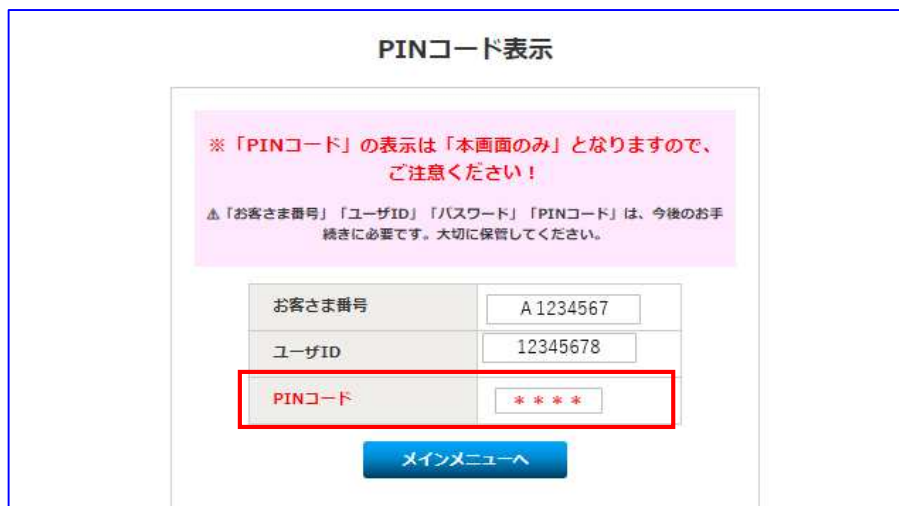 PINコード表示
※「PINコード」の表示は「本画面のみ」となりますので、
ご注意ください！
⚠「お客さま番号」「ユーザID」「パスワード」「PINコード」は、今後のお手
続きに必要です。大切に保管してください。
お客さま番号 A1234567
ユーザID 12345678
PINコード ＊＊＊＊
メインメニューへ